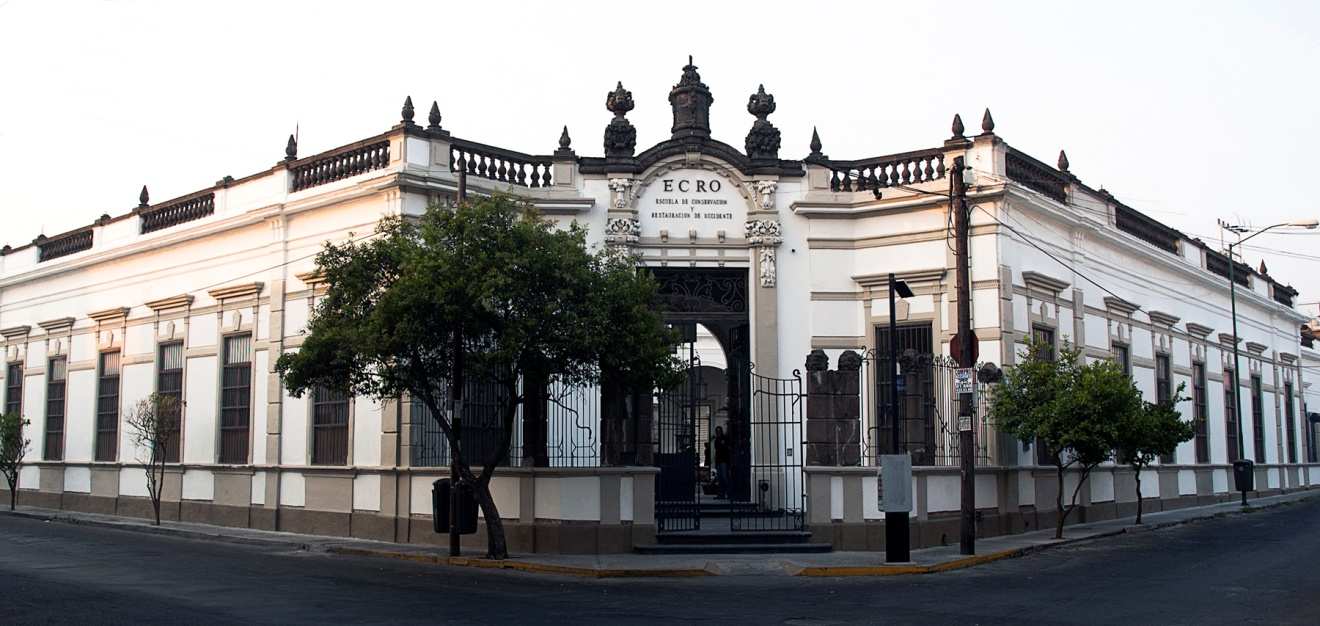 ECRO
ESCUELA DE CONSERVACION
Y
RESTAURACION DE OCCIDENTE